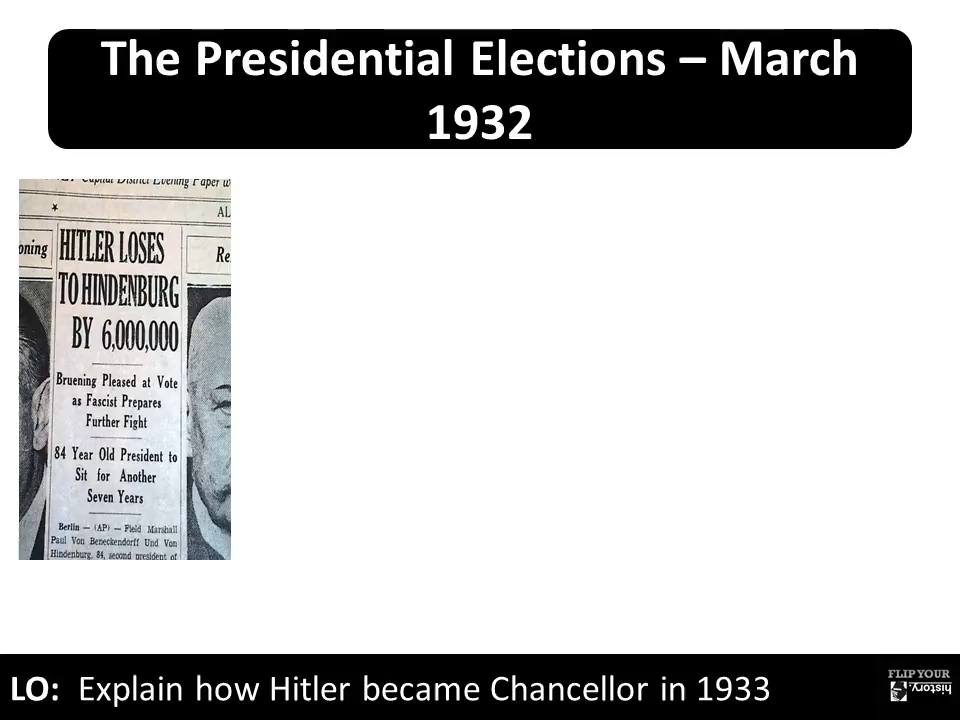 The Presidential Elections – March
1932
Capital District Evening Paper
AL
oning
Re
HITLER LOSES
TO HINDENBURG
BY 6,000,000
Bruening Pleased at Vote
as Fascist Prepares
Further Fight
84 Year Old President to
Sit for Another
Seven Years
Berlin — (AP) — Field Marshall
Paul Von Beneckendorff Und Von
Hindenburg, 84, second president of
LO: Explain how Hitler became Chancellor in 1933
FLIP YOUR
history.